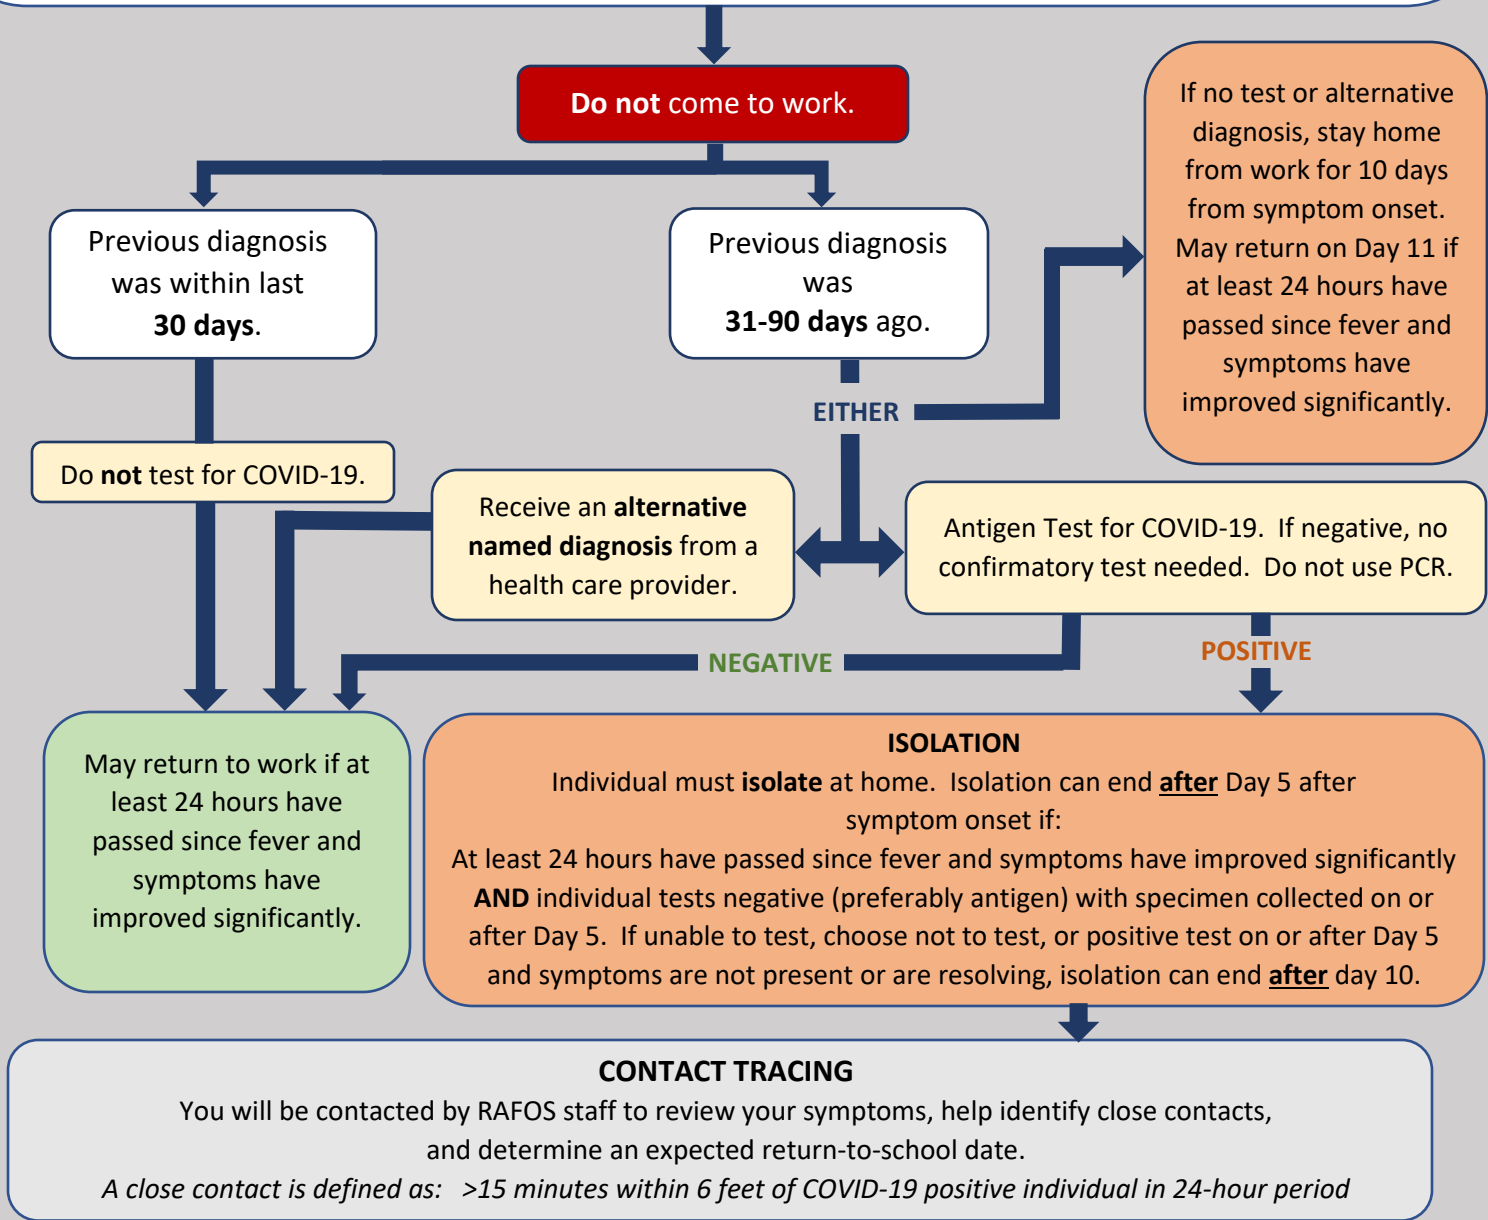 Do not come to work.
If no test or alternative
diagnosis, stay home
from work for 10 days
from symptom onset.
May return on Day 11 if
at least 24 hours have
passed since fever and
symptoms have
improved significantly.
Previous diagnosis
was within last
30 days.
Previous diagnosis
was
31-90 days ago.
EITHER
Do not test for COVID-19.
Receive an alternative
named diagnosis from a
health care provider.
Antigen Test for COVID-19. If negative, no
confirmatory test needed. Do not use PCR.
NEGATIVE
POSITIVE
May return to work if at
least 24 hours have
passed since fever and
symptoms have
improved significantly.
ISOLATION
Individual must isolate at home. Isolation can end after Day 5 after
symptom onset if:
At least 24 hours have passed since fever and symptoms have improved significantly
AND individual tests negative (preferably antigen) with specimen collected on or
after Day 5. If unable to test, choose not to test, or positive test on or after Day 5
and symptoms are not present or are resolving, isolation can end after day 10.
CONTACT TRACING
You will be contacted by RAFOS staff to review your symptoms, help identify close contacts,
and determine an expected return-to-school date.
A close contact is defined as: >15 minutes within 6 feet of COVID-19 positive individual in 24-hour period